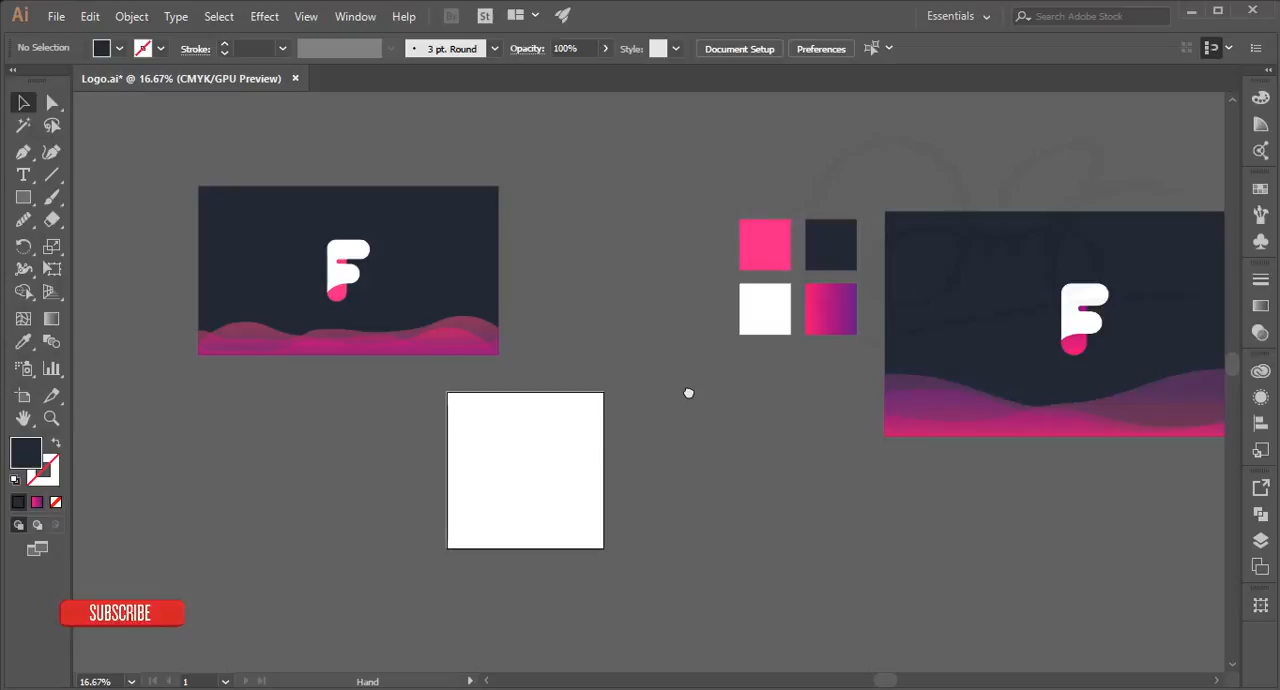 Ai File Edit Object Type Select Effect View Window Help Br St Essentials Search Adobe Stock
No Selection Stroke: 3 pt. Round Opacity: 100% Style: Document Setup Preferences
Logo.ai* @ 16.67% (CMYK/GPU Preview)
F
F
SUBSCRIBE
16.67% 1 Hand